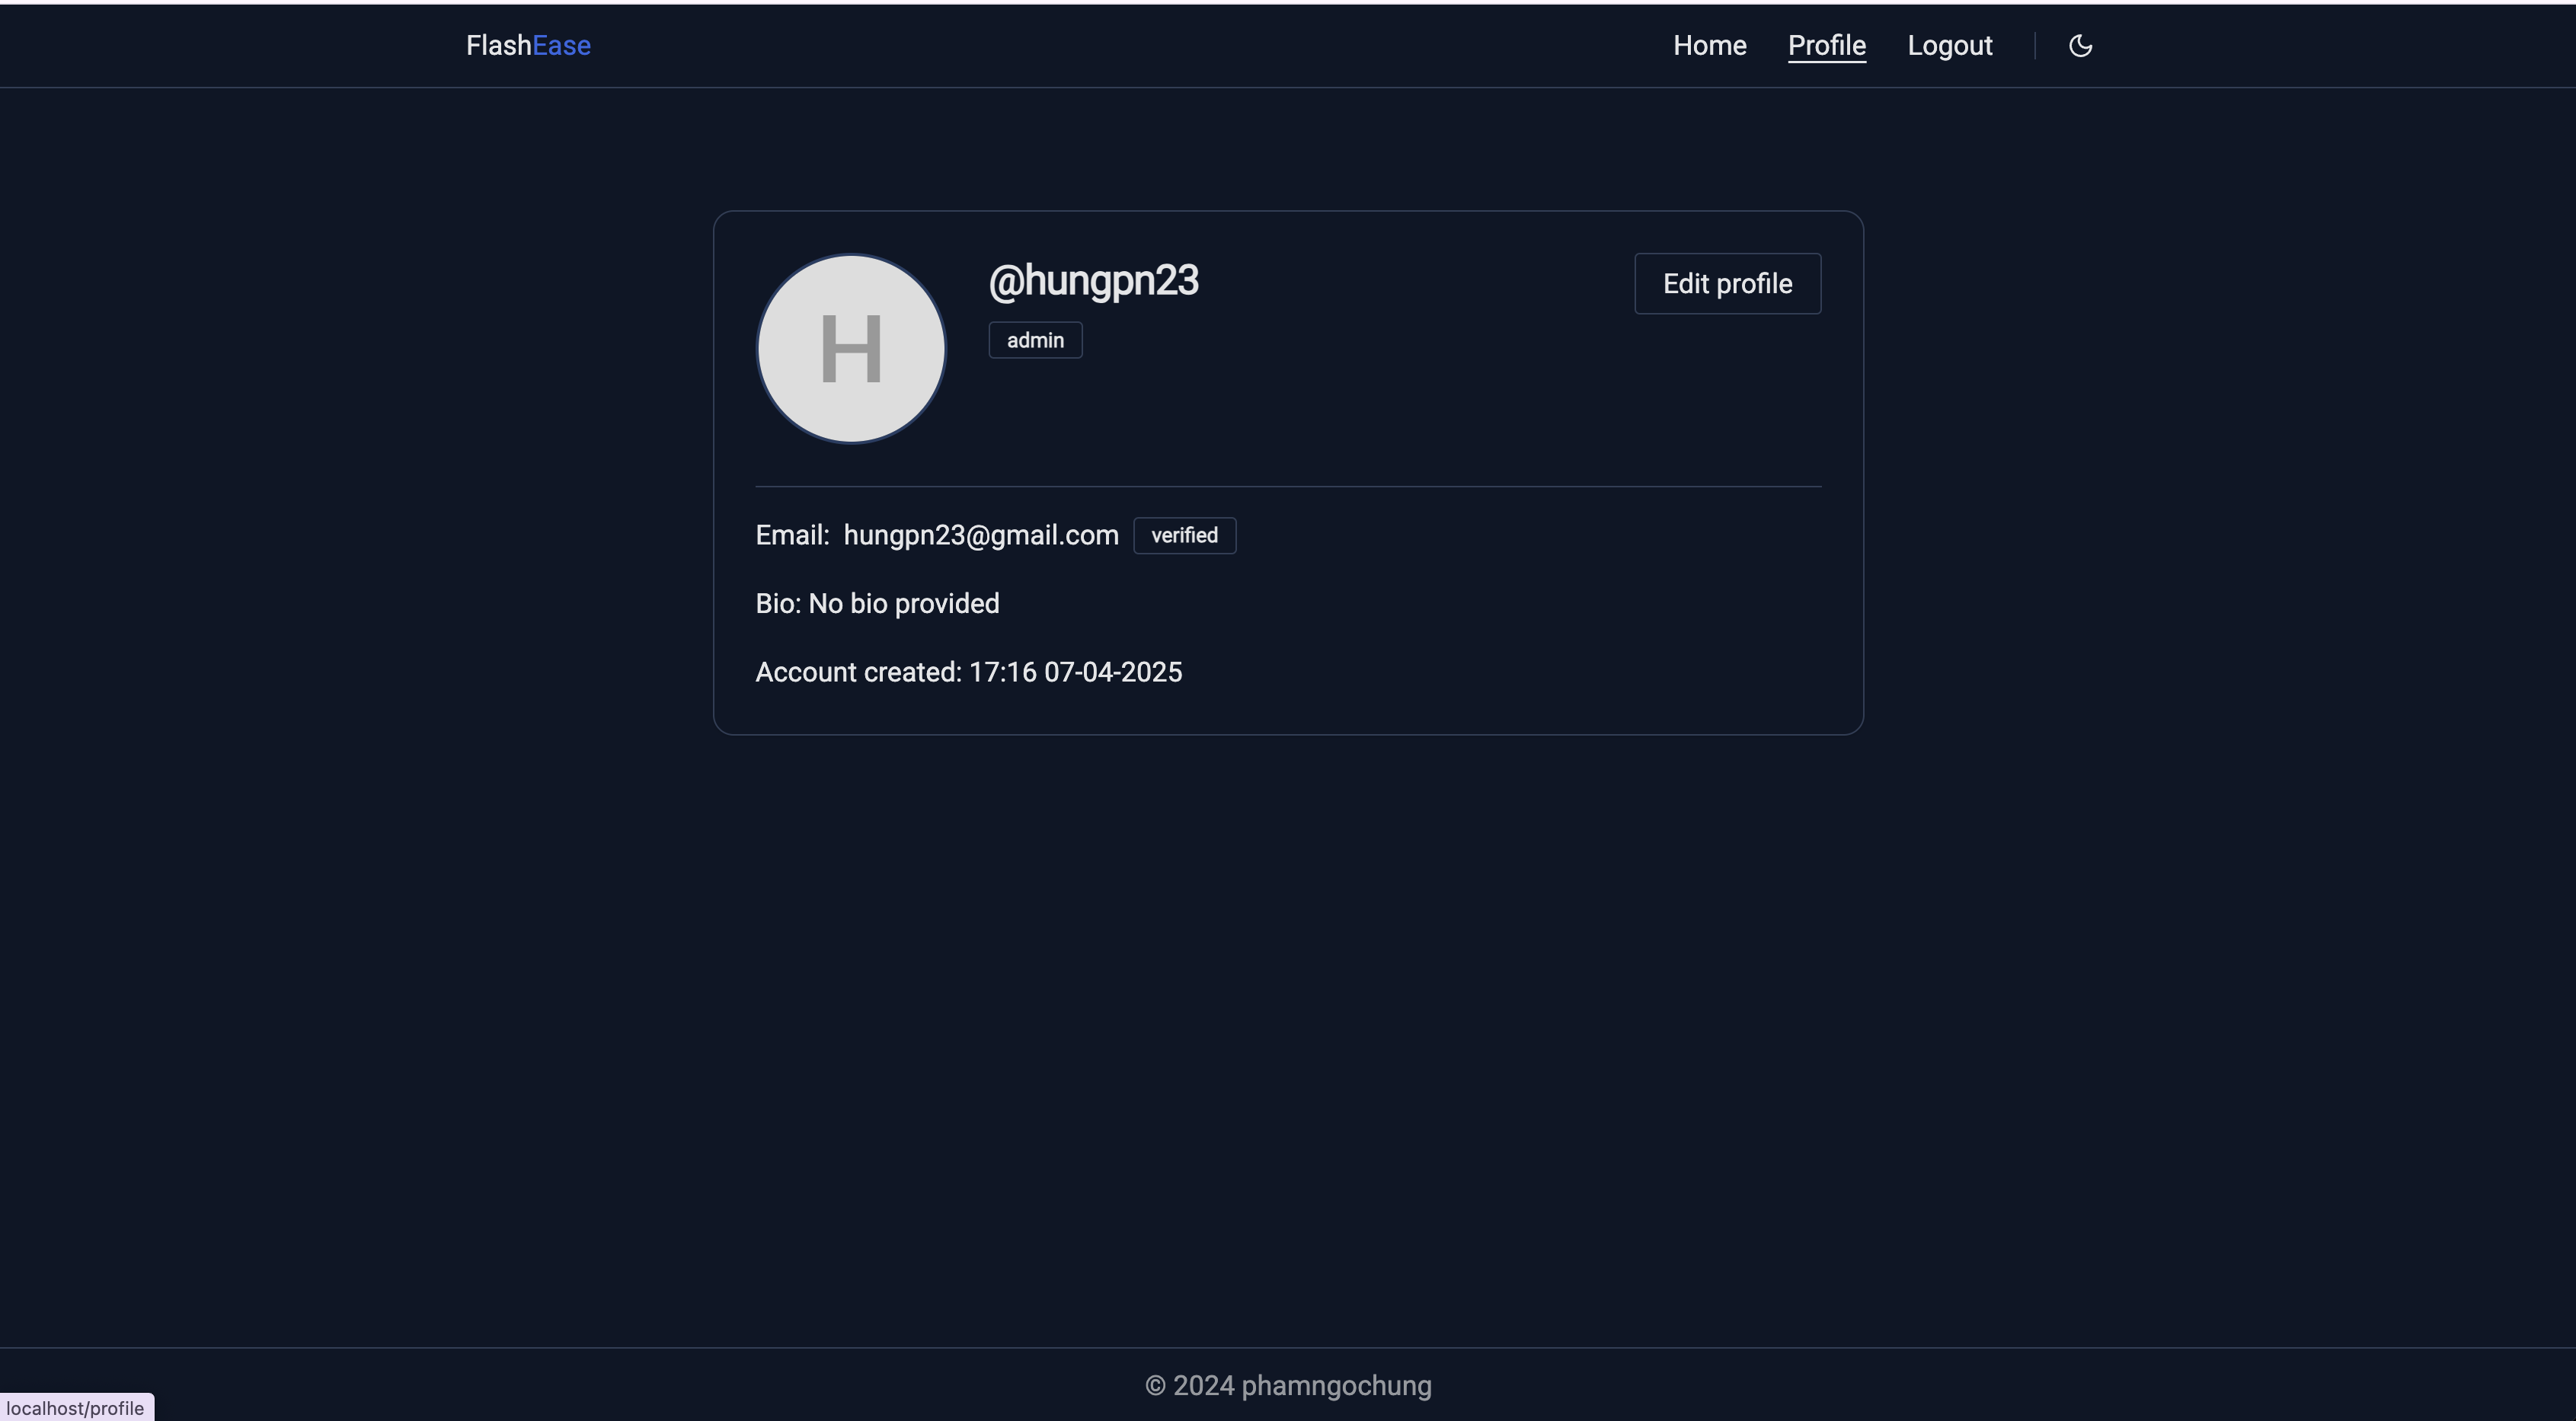 FlashEase Home Profile Logout
H
@hungpn23
Edit profile
admin
Email: hungpn23@gmail.com verified
Bio: No bio provided
Account created: 17:16 07-04-2025
© 2024 phamngochung
localhost/profile